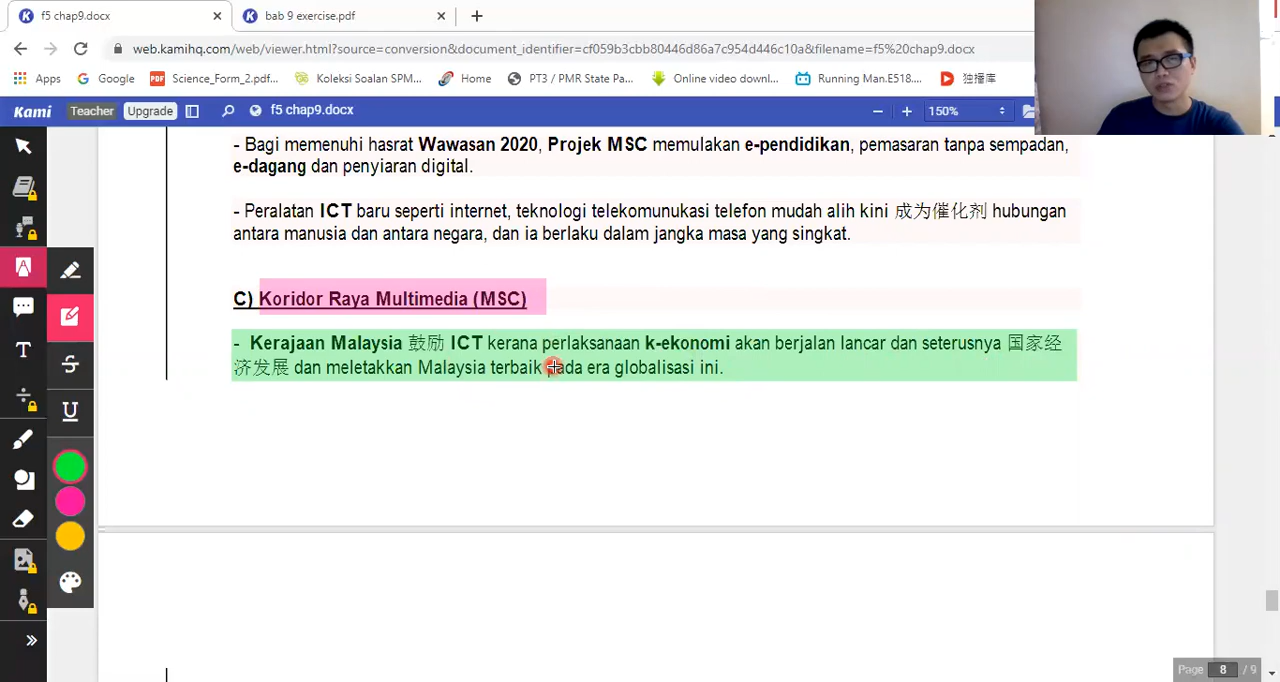 f5 chap9.docx
bab 9 exercise.pdf
web.kamihq.com/web/viewer.html?source=conversion&document_identifier=cf059b3cbb80446d86a7c954d446c10a&filename=f5%20chap9.docx
Apps Google Science_Form_2.pdf... Koleksi Soalan SPM... Home PT3 / PMR State Pa... Online video downl... Running Man.E518.... 独播库
Kami Teacher Upgrade f5 chap9.docx 150%
- Bagi memenuhi hasrat Wawasan 2020, Projek MSC memulakan e-pendidikan, pemasaran tanpa sempadan,
e-dagang dan penyiaran digital.
- Peralatan ICT baru seperti internet, teknologi telekomunukasi telefon mudah alih kini 成为催化剂 hubungan
antara manusia dan antara negara, dan ia berlaku dalam jangka masa yang singkat.
C) Koridor Raya Multimedia (MSC)
- Kerajaan Malaysia 鼓励 ICT kerana perlaksanaan k-ekonomi akan berjalan lancar dan seterusnya 国家经
济发展 dan meletakkan Malaysia terbaik pada era globalisasi ini.
Page 8 / 9